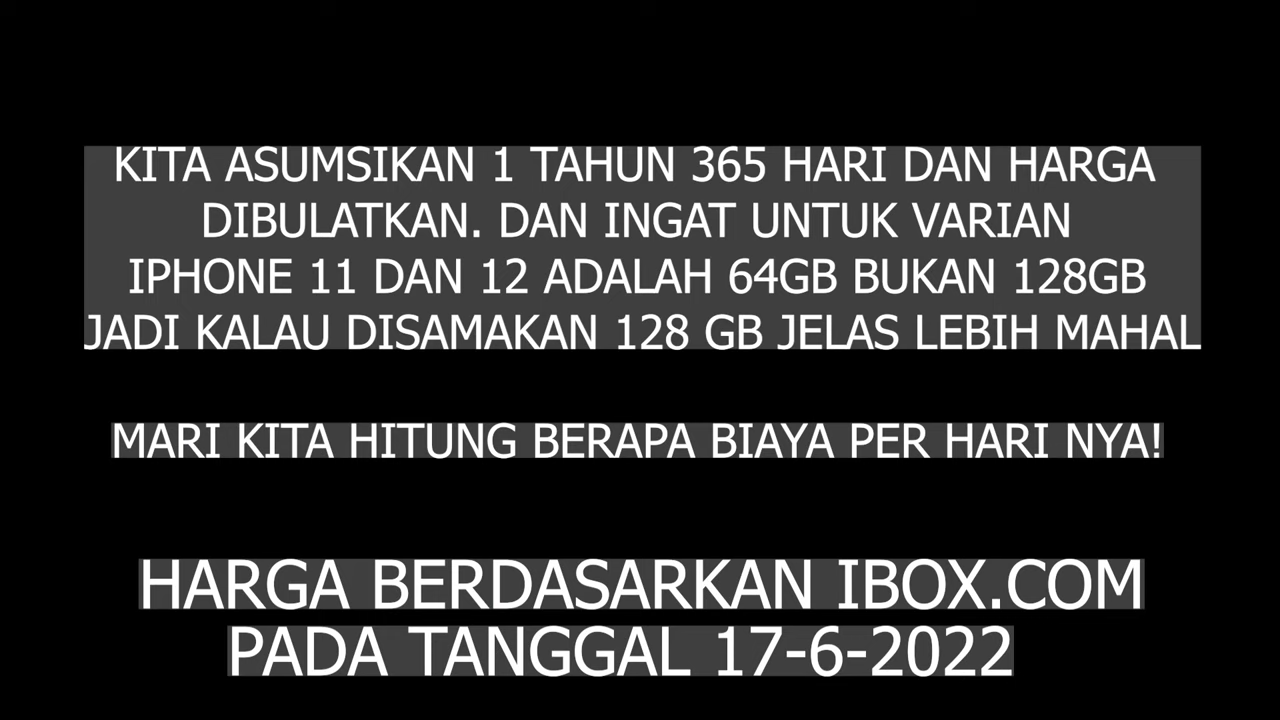 KITA ASUMSIKAN 1 TAHUN 365 HARI DAN HARGA
DIBULATKAN. DAN INGAT UNTUK VARIAN
IPHONE 11 DAN 12 ADALAH 64GB BUKAN 128GB
JADI KALAU DISAMAKAN 128 GB JELAS LEBIH MAHAL
MARI KITA HITUNG BERAPA BIAYA PER HARI NYA!
HARGA BERDASARKAN IBOX.COM
PADA TANGGAL 17-6-2022